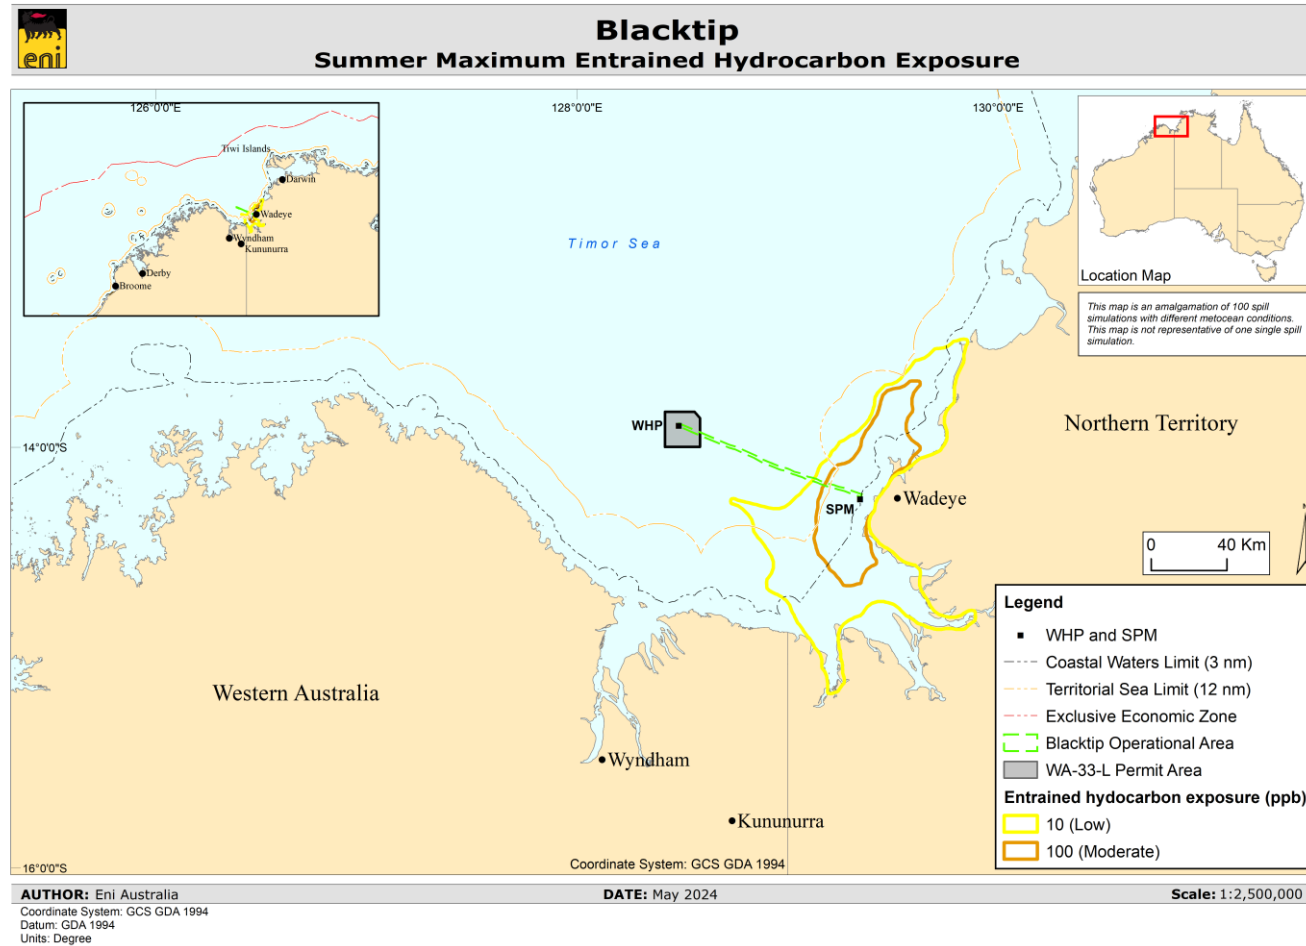 eni
Blacktip
Summer Maximum Entrained Hydrocarbon Exposure
126°0'0"E
128°0'0"E
130°0'0"E
Tiwi Islands
Darwin
Wadeye
Wyndham
Kununurra
Derby
Broome
Timor Sea
Location Map
This map is an amalgamation of 100 spill
simulations with different metocean conditions.
This map is not representative of one single spill
simulation.
WHP
14°0'0"S
Northern Territory
SPM
Wadeye
0 40 Km
Western Australia
Wyndham
Kununurra
16°0'0"S
Coordinate System: GCS GDA 1994
Legend
WHP and SPM
Coastal Waters Limit (3 nm)
Territorial Sea Limit (12 nm)
Exclusive Economic Zone
Blacktip Operational Area
WA-33-L Permit Area
Entrained hydocarbon exposure (ppb)
10 (Low)
100 (Moderate)
AUTHOR: Eni Australia
DATE: May 2024
Scale: 1:2,500,000
Coordinate System: GCS GDA 1994
Datum: GDA 1994
Units: Degree